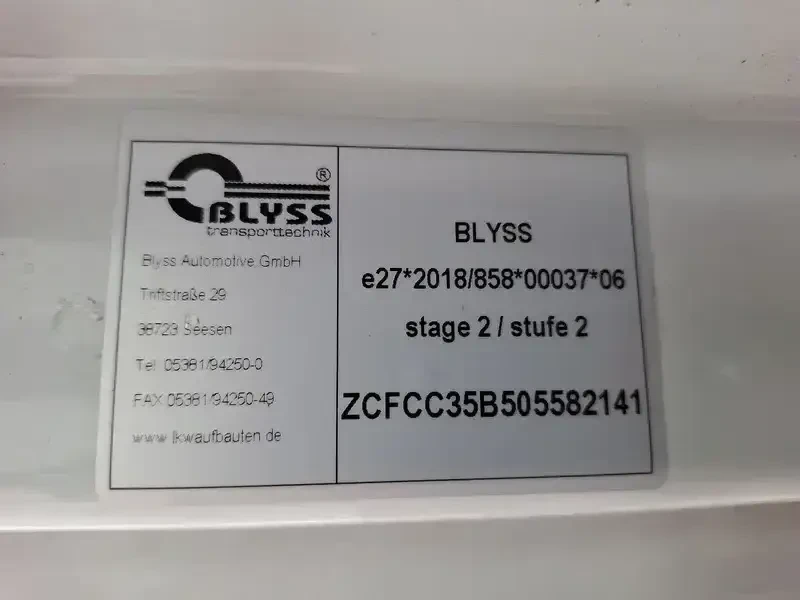 BLYSS ®
transporttechnik
Blyss Automotive GmbH
Triftstraße 29
38723 Seesen
Tel. 05381/94250-0
FAX 05381/94250-49
www.lkwaufbauten.de
BLYSS
e27*2018/858*00037*06
stage 2 / stufe 2
ZCFCC35B505582141